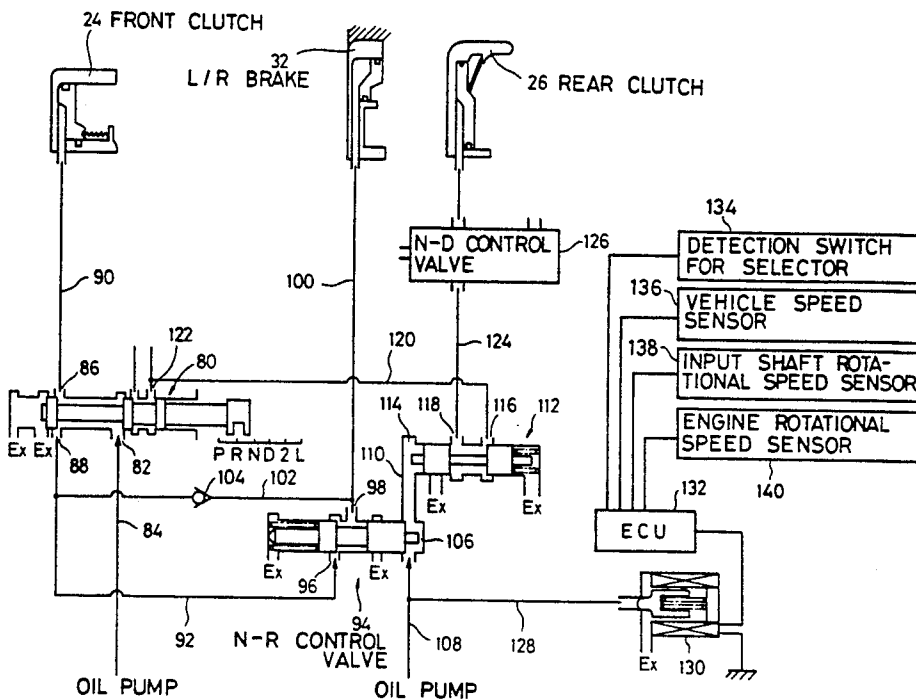 24 FRONT CLUTCH
32
L/R BRAKE
26 REAR CLUTCH
134
DETECTION SWITCH
FOR SELECTOR
N-D CONTROL
VALVE
126
136
VEHICLE SPEED
SENSOR
90
100
124
138
INPUT SHAFT ROTA-
TIONAL SPEED SENSOR
122
86
80
120
114
118
116
112
ENGINE ROTATIONAL
SPEED SENSOR
140
Ex
Ex
88
82
P R N D 2 L
110
Ex
Ex
104
102
98
132
ECU
84
106
Ex
96
Ex
92
94
N-R CONTROL
VALVE
108
128
Ex
130
OIL PUMP
OIL PUMP